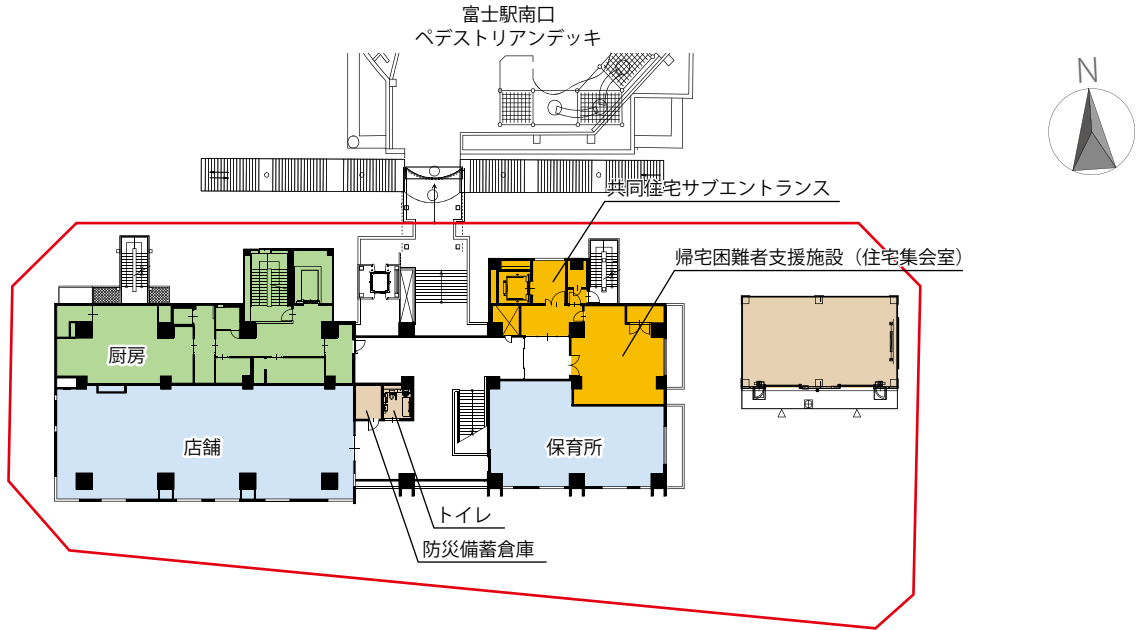 富士駅南口
ペデストリアンデッキ
N
共同住宅サブエントランス
帰宅困難者支援施設（住宅集会室）
厨房
店舗
保育所
トイレ
防災備蓄倉庫